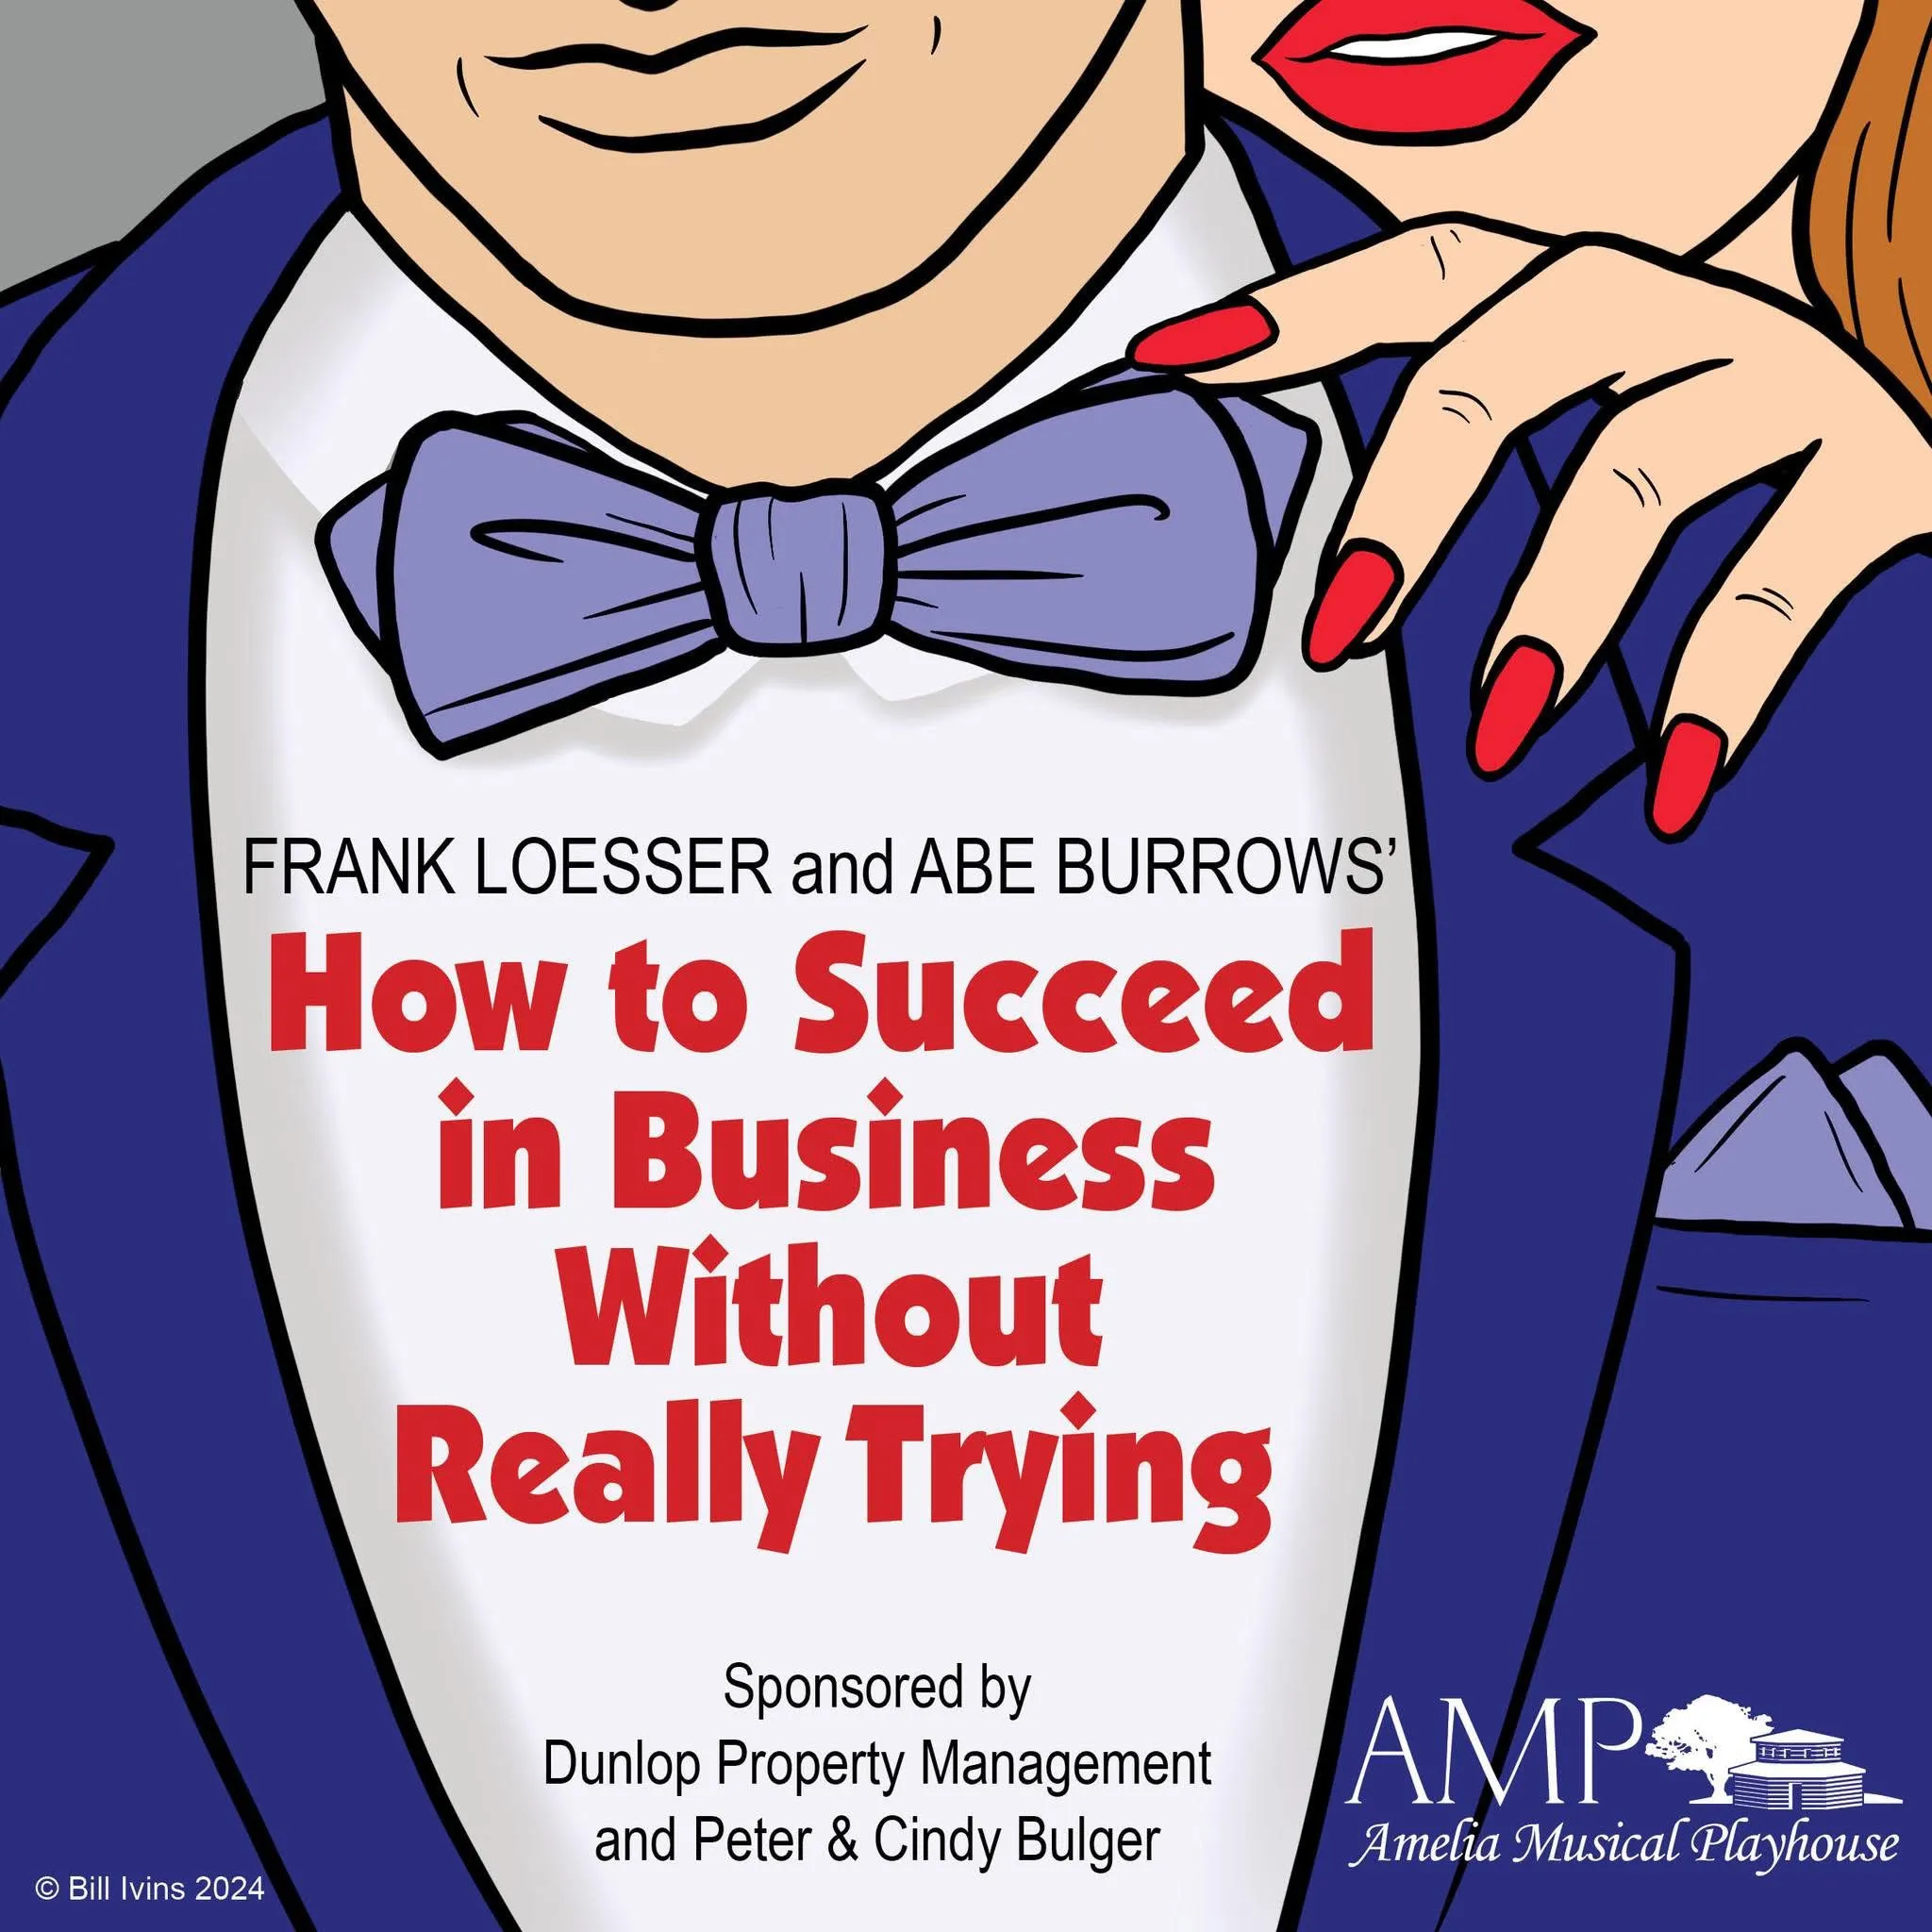 FRANK LOESSER and ABE BURROWS’
How to Succeed
in Business
Without
Really Trying
Sponsored by
Dunlop Property Management
and Peter & Cindy Bulger
AMP
Amelia Musical Playhouse
© Bill Ivins 2024